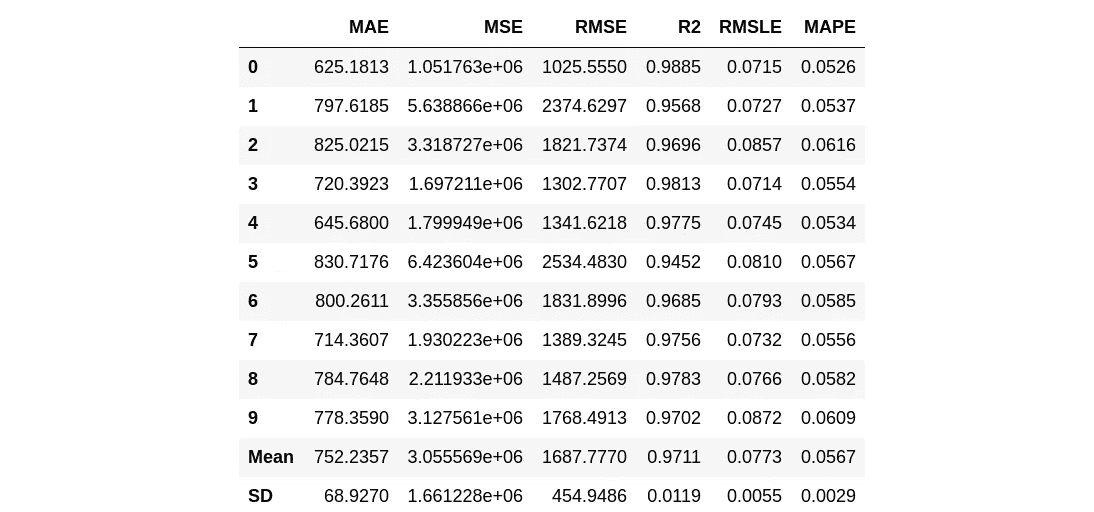 MAE MSE RMSE R2 RMSLE MAPE
0 625.1813 1.051763e+06 1025.5550 0.9885 0.0715 0.0526
1 797.6185 5.638866e+06 2374.6297 0.9568 0.0727 0.0537
2 825.0215 3.318727e+06 1821.7374 0.9696 0.0857 0.0616
3 720.3923 1.697211e+06 1302.7707 0.9813 0.0714 0.0554
4 645.6800 1.799949e+06 1341.6218 0.9775 0.0745 0.0534
5 830.7176 6.423604e+06 2534.4830 0.9452 0.0810 0.0567
6 800.2611 3.355856e+06 1831.8996 0.9685 0.0793 0.0585
7 714.3607 1.930223e+06 1389.3245 0.9756 0.0732 0.0556
8 784.7648 2.211933e+06 1487.2569 0.9783 0.0766 0.0582
9 778.3590 3.127561e+06 1768.4913 0.9702 0.0872 0.0609
Mean 752.2357 3.055569e+06 1687.7770 0.9711 0.0773 0.0567
SD 68.9270 1.661228e+06 454.9486 0.0119 0.0055 0.0029